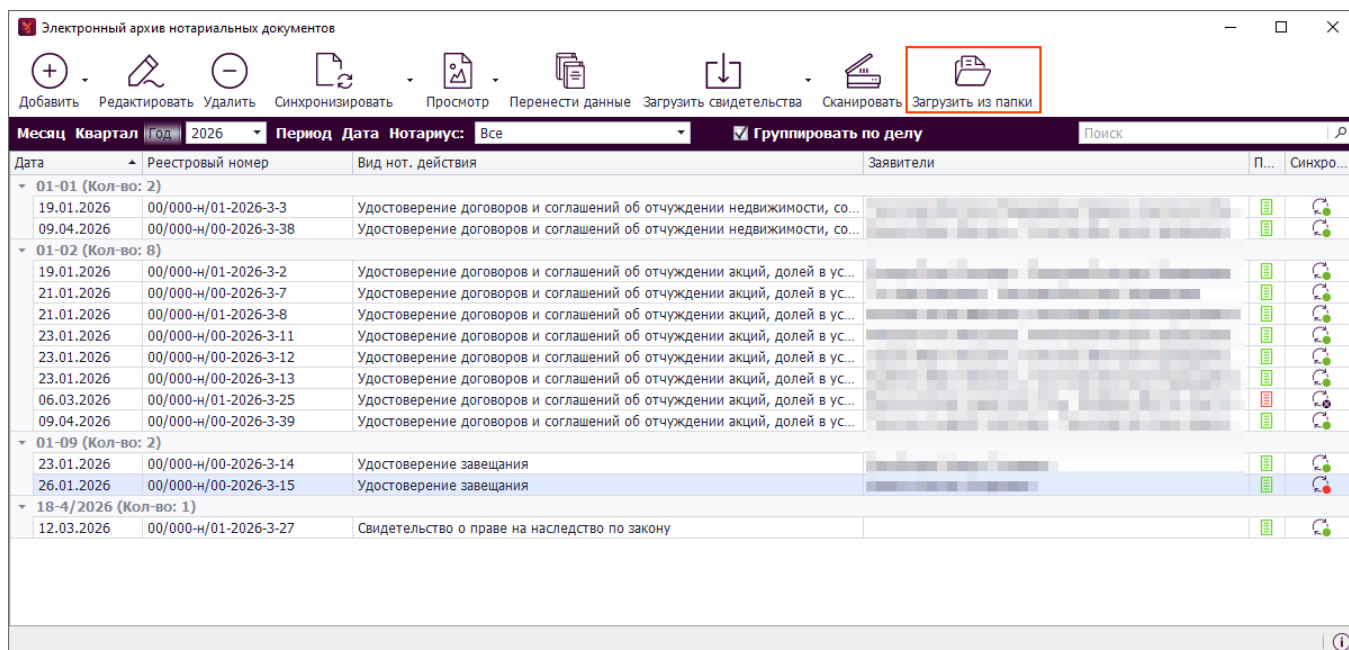 Электронный архив нотариальных документов
Добавить Редактировать Удалить Синхронизировать Просмотр Перенести данные Загрузить свидетельства Сканировать Загрузить из папки
Месяц Квартал Год 2026 Период Дата Нотариус: Все Группировать по делу Поиск
Дата Реестровый номер Вид нот. действия Заявители П... Синхро...
01-01 (Кол-во: 2)
19.01.2026 00/000-н/01-2026-3-3 Удостоверение договоров и соглашений об отчуждении недвижимости, со...
09.04.2026 00/000-н/00-2026-3-38 Удостоверение договоров и соглашений об отчуждении недвижимости, со...
01-02 (Кол-во: 8)
19.01.2026 00/000-н/00-2026-3-2 Удостоверение договоров и соглашений об отчуждении акций, долей в ус...
21.01.2026 00/000-н/00-2026-3-7 Удостоверение договоров и соглашений об отчуждении акций, долей в ус...
21.01.2026 00/000-н/01-2026-3-8 Удостоверение договоров и соглашений об отчуждении акций, долей в ус...
23.01.2026 00/000-н/00-2026-3-11 Удостоверение договоров и соглашений об отчуждении акций, долей в ус...
23.01.2026 00/000-н/00-2026-3-12 Удостоверение договоров и соглашений об отчуждении акций, долей в ус...
23.01.2026 00/000-н/00-2026-3-13 Удостоверение договоров и соглашений об отчуждении акций, долей в ус...
06.03.2026 00/000-н/01-2026-3-25 Удостоверение договоров и соглашений об отчуждении акций, долей в ус...
09.04.2026 00/000-н/00-2026-3-39 Удостоверение договоров и соглашений об отчуждении акций, долей в ус...
01-09 (Кол-во: 2)
23.01.2026 00/000-н/00-2026-3-14 Удостоверение завещания
26.01.2026 00/000-н/00-2026-3-15 Удостоверение завещания
18-4/2026 (Кол-во: 1)
12.03.2026 00/000-н/01-2026-3-27 Свидетельство о праве на наследство по закону